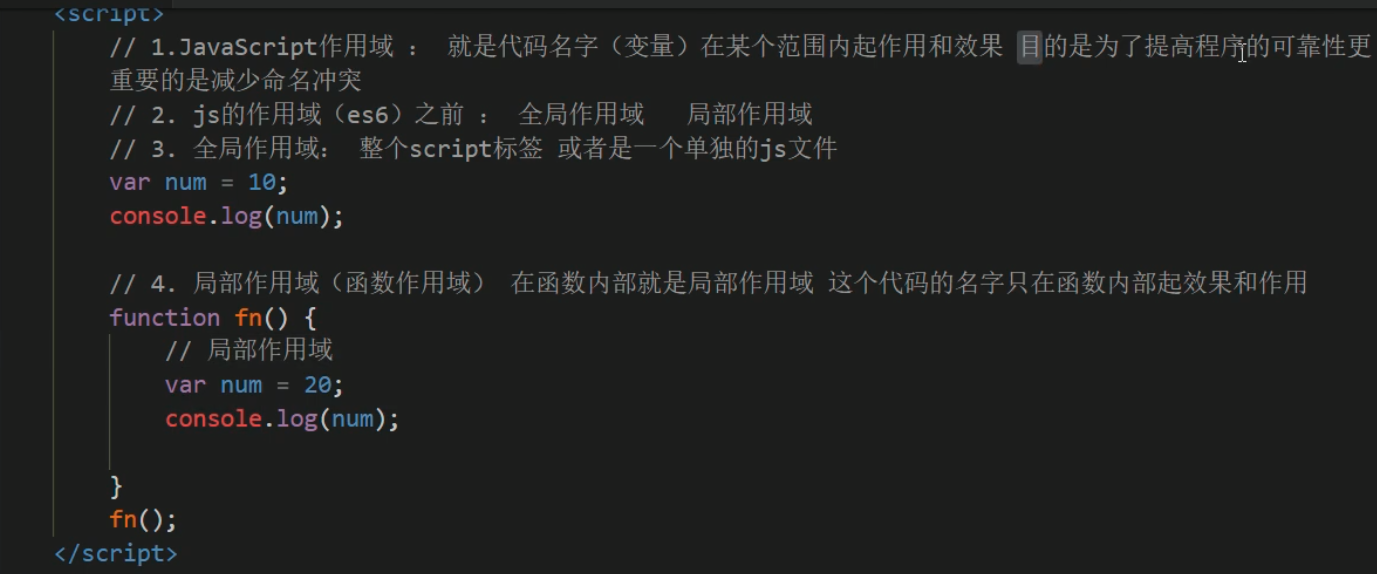 <script>
// 1.JavaScript作用域 ： 就是代码名字（变量）在某个范围内起作用和效果 目的是为了提高程序的可靠性更
重要的是减少命名冲突
// 2. js的作用域（es6）之前 ： 全局作用域 局部作用域
// 3. 全局作用域： 整个script标签 或者是一个单独的js文件
var num = 10;
console.log(num);
// 4. 局部作用域（函数作用域） 在函数内部就是局部作用域 这个代码的名字只在函数内部起效果和作用
function fn() {
// 局部作用域
var num = 20;
console.log(num);
}
fn();
</script>